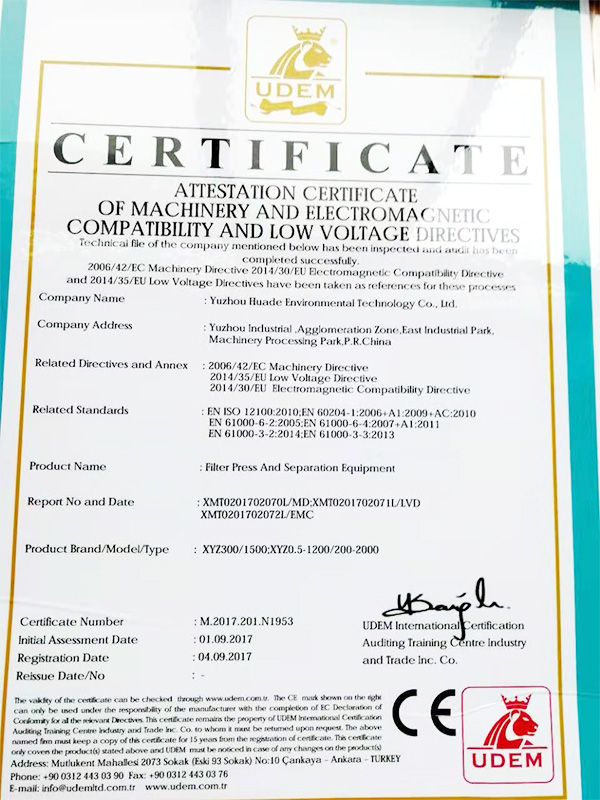 UDEM
CERTIFICATE
ATTESTATION CERTIFICATE
OF MACHINERY AND ELECTROMAGNETIC
COMPATIBILITY AND LOW VOLTAGE DIRECTIVES
Technical file of the company mentioned below has been inspected and audit has been
completed successfully.
2006/42/EC Machinery Directive 2014/30/EU Electromagnetic Compatibility Directive
and 2014/35/EU Low Voltage Directives have been taken as references for these processes
Company Name : Yuzhou Huade Environmental Technology Co., Ltd.
Company Address : Yuzhou Industrial ,Agglomeration Zone,East Industrial Park,
Machinery Processing Park,P.R.China
Related Directives and Annex : 2006/42/EC Machinery Directive
2014/35/EU Low Voltage Directive
2014/30/EU Electromagnetic Compatibility Directive
Related Standards : EN ISO 12100:2010;EN 60204-1:2006+A1:2009+AC:2010
EN 61000-6-2:2005;EN 61000-6-4:2007+A1:2011
EN 61000-3-2:2014;EN 61000-3-3:2013
Product Name : Filter Press And Separation Equipment
Report No and Date : XMT0201702070L/MD;XMT0201702071L/LVD
XMT0201702072L/EMC
Product Brand/Model/Type : XYZ300/1500;XYZ0.5-1200/200-2000
Certificate Number : M.2017.201.N1953
Initial Assessment Date : 01.09.2017
Registration Date : 04.09.2017
Reissue Date/No : -
UDEM International Certification
Auditing Training Centre Industry
and Trade Inc. Co.
The validity of the certificate can be checked through www.udem.com.tr. The CE mark shown on the right
can only be used under the responsibility of the manufacturer with the completion of EC Declaration of
Conformity for all the relevant Directives. This certificate remains the property of UDEM International Certification
Auditing Training Centre Industry and Trade Inc. Co. to whom it must be returned upon request. The above
named firm must keep a copy of this certificate for 15 years from the registration of certificate. This certificate
only covers the product(s) stated above and UDEM must be noticed in case of any changes on the product(s)
Address: Mutlukent Mahallesi 2073 Sokak (Eski 93 Sokak) No:10 Çankaya - Ankara - TURKEY
Phone: +90 0312 443 03 90 Fax: +90 0312 443 03 76
E-mail: info@udemltd.com.tr www.udem.com.tr
CE
UDEM